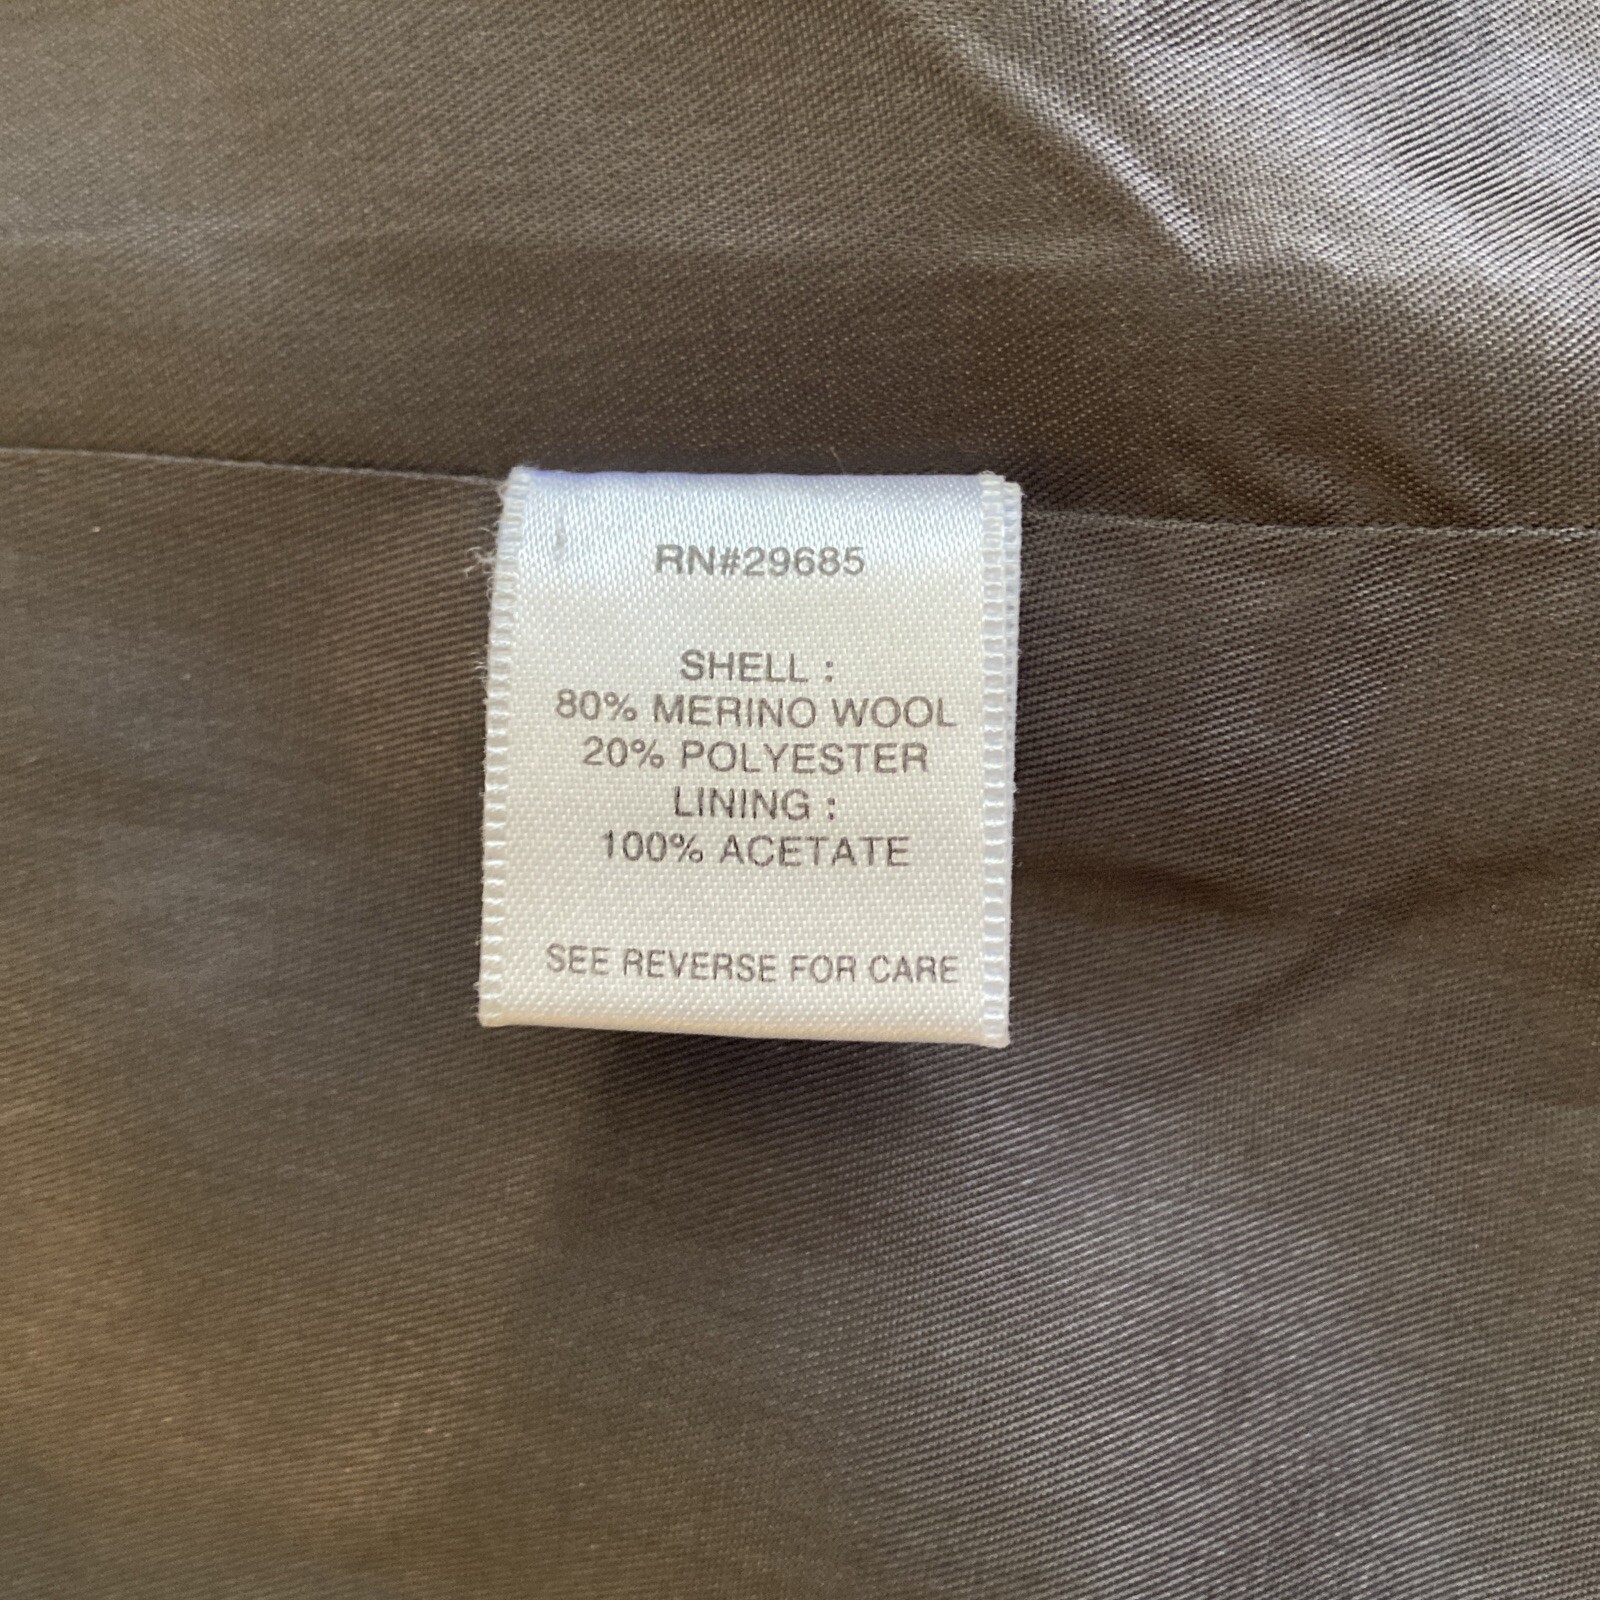 RN#29685
SHELL :
80% MERINO WOOL
20% POLYESTER
LINING :
100% ACETATE
SEE REVERSE FOR CARE